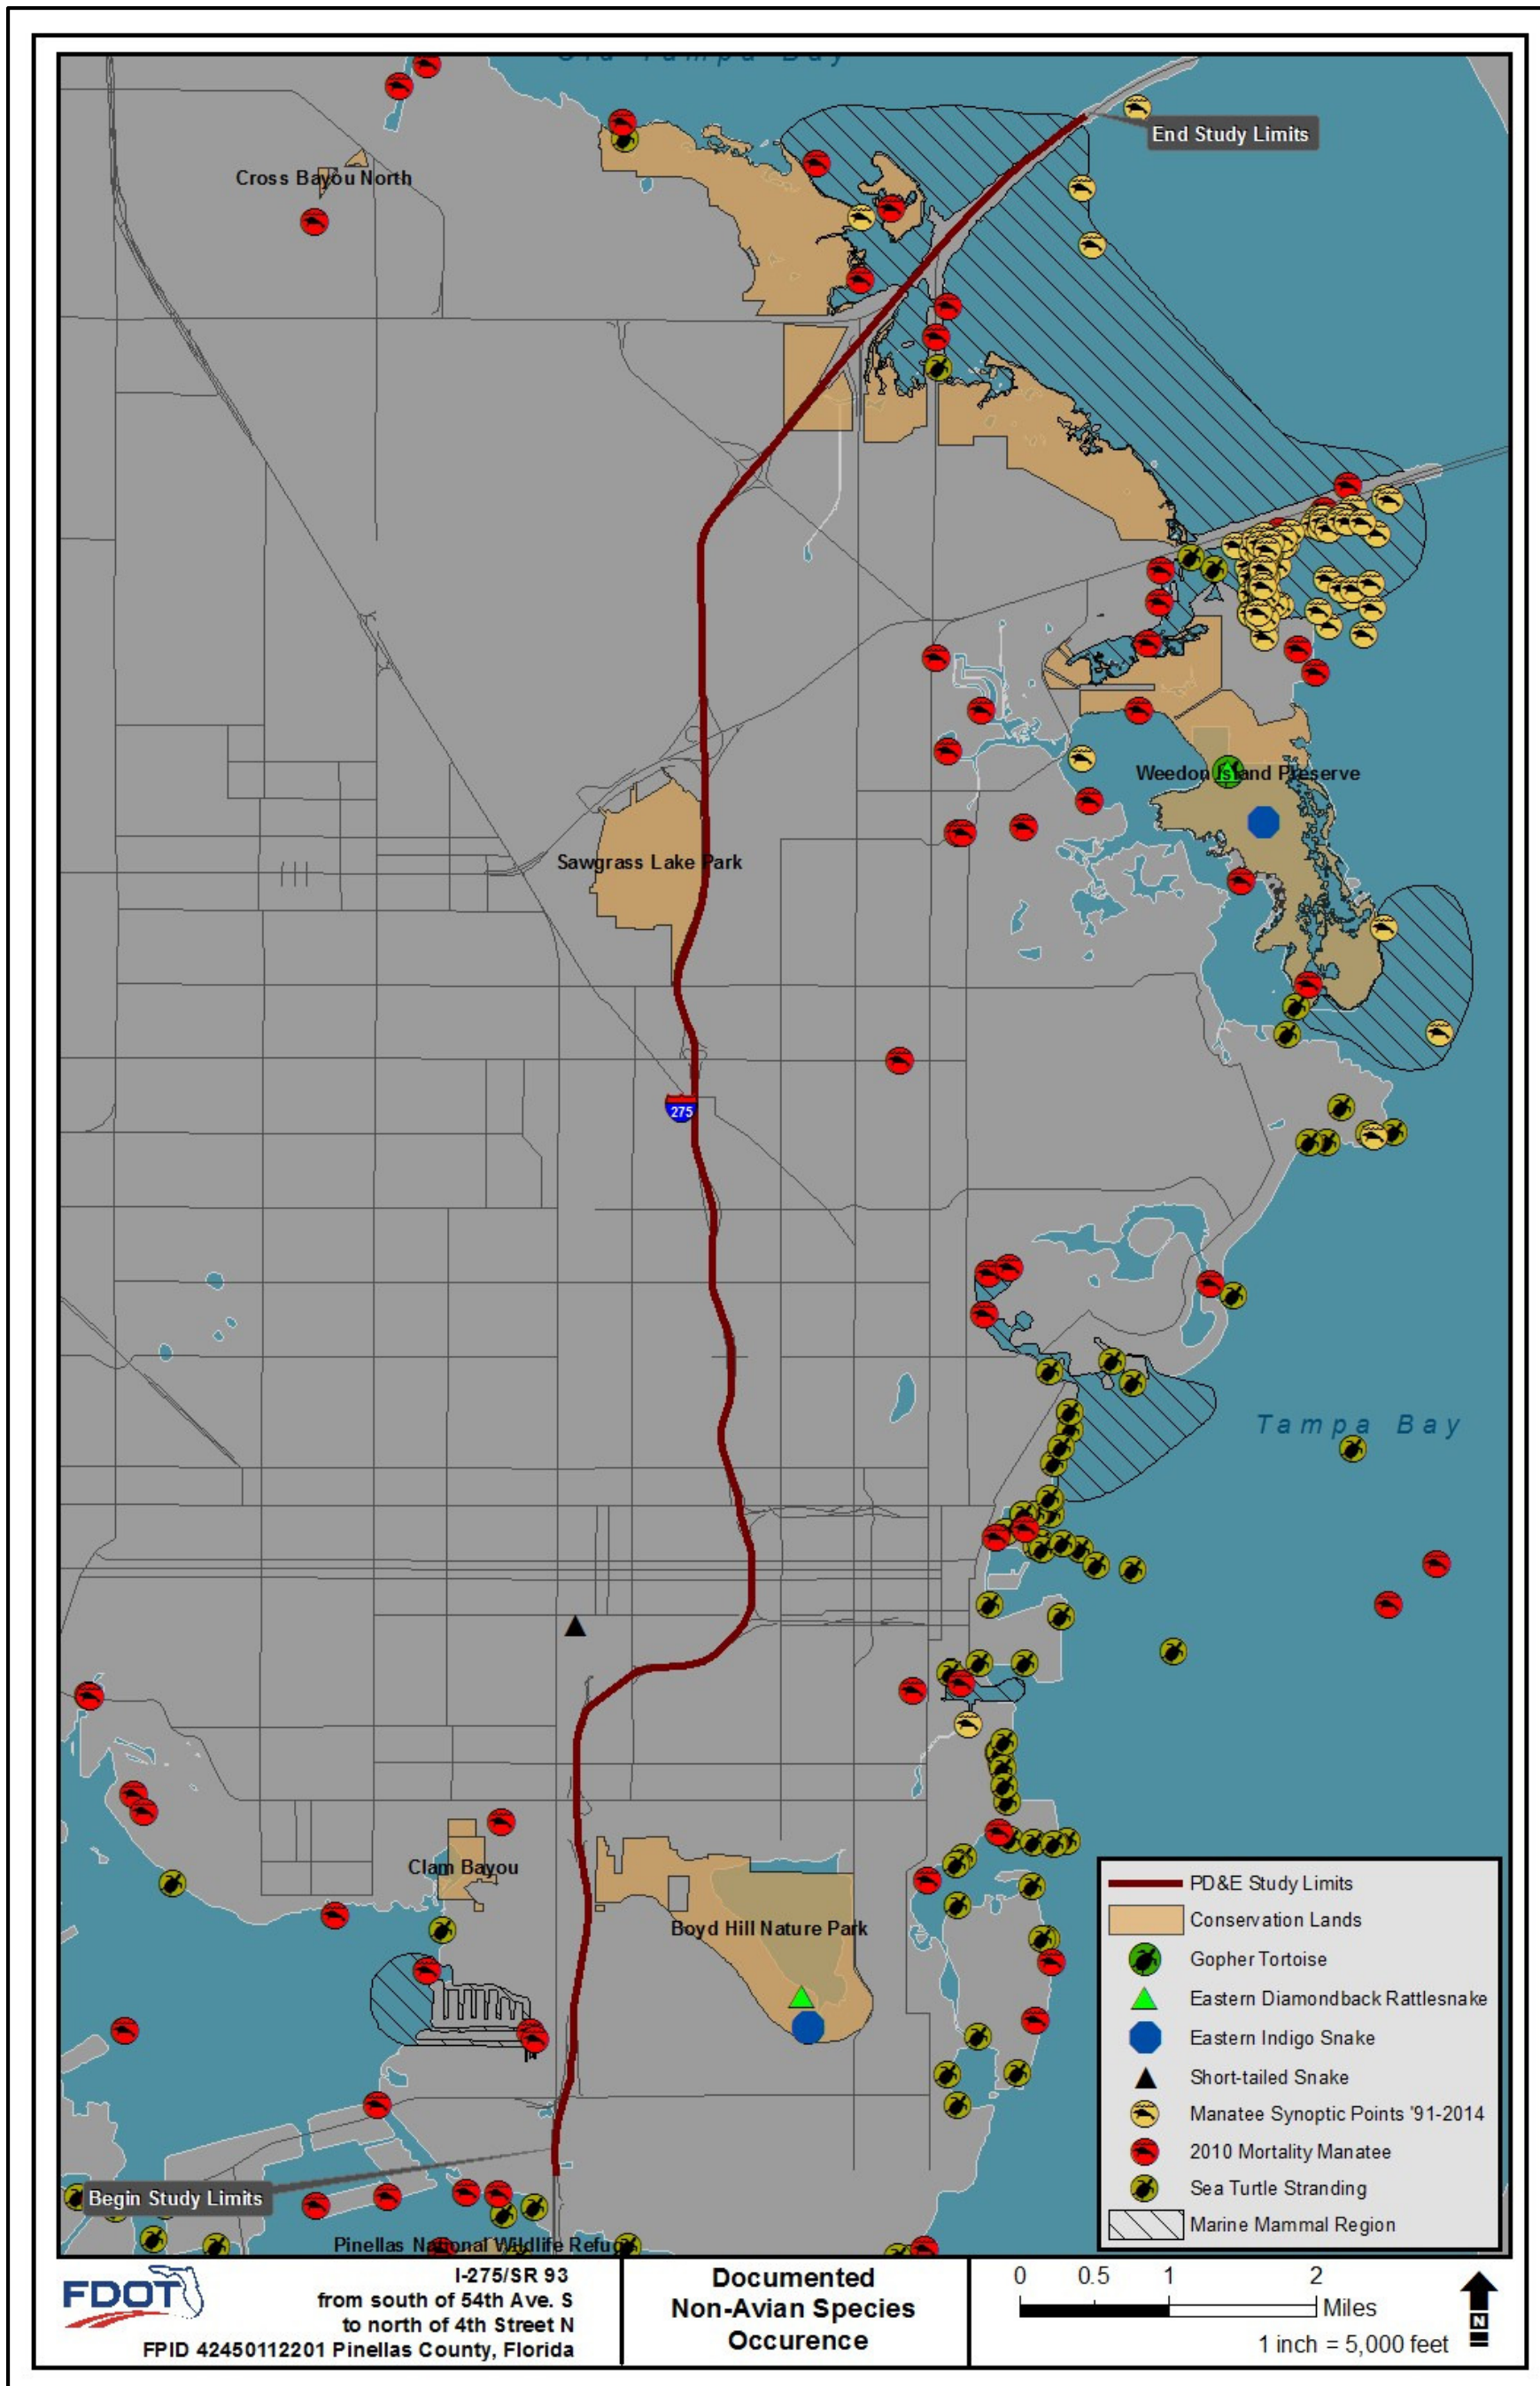 Old Tampa Bay
End Study Limits
Cross Bayou North
Weedon Island Preserve
Sawgrass Lake Park
275
Tampa Bay
Clam Bayou
Boyd Hill Nature Park
Begin Study Limits
Pinellas National Wildlife Refug
PD&E Study Limits
Conservation Lands
Gopher Tortoise
Eastern Diamondback Rattlesnake
Eastern Indigo Snake
Short-tailed Snake
Manatee Synoptic Points '91-2014
2010 Mortality Manatee
Sea Turtle Stranding
Marine Mammal Region
FDOT
I-275/SR 93
from south of 54th Ave. S
to north of 4th Street N
FPID 42450112201 Pinellas County, Florida
Documented
Non-Avian Species
Occurence
0 0.5 1 2
Miles
1 inch = 5,000 feet
N